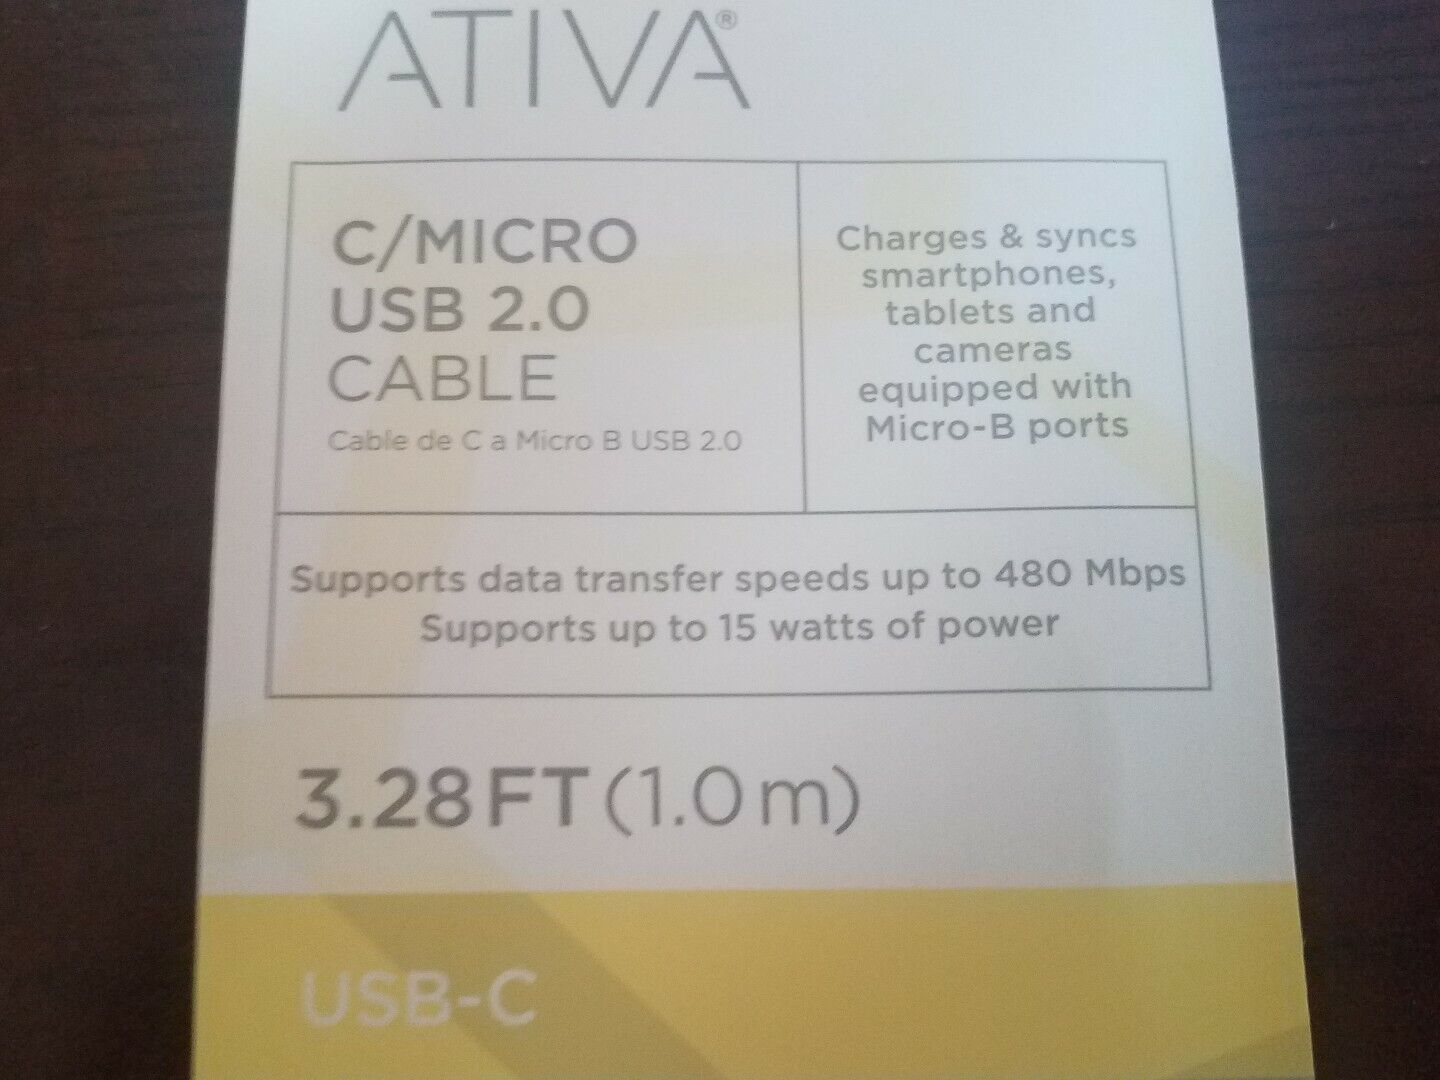 ATIVA®
C/MICRO
USB 2.0
CABLE
Cable de C a Micro B USB 2.0
Charges & syncs
smartphones,
tablets and
cameras
equipped with
Micro-B ports
Supports data transfer speeds up to 480 Mbps
Supports up to 15 watts of power
3.28FT(1.0m)
USB-C